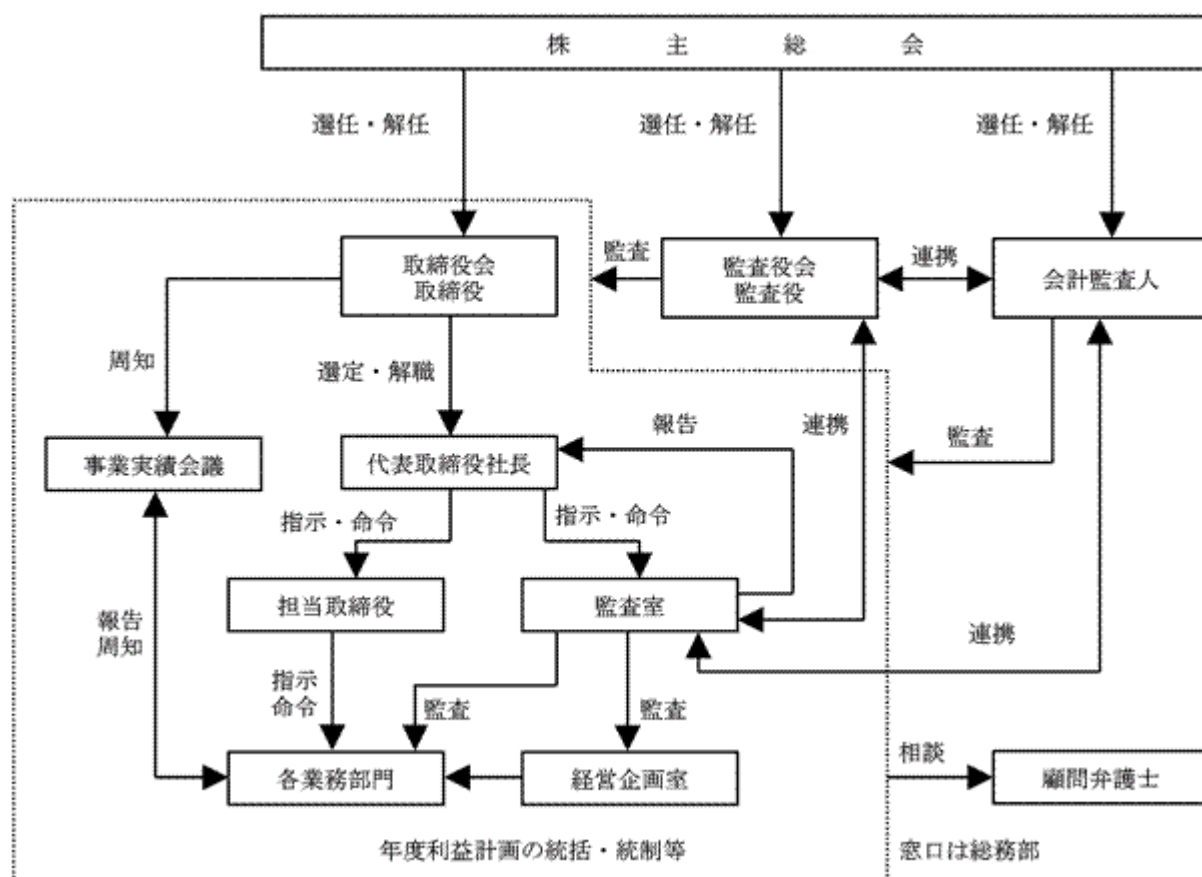 株主総会
選任・解任
選任・解任
選任・解任
取締役会
取締役
監査
監査役会
監査役
連携
会計監査人
周知
選定・解職
報告
連携
監査
事業実績会議
代表取締役社長
指示・命令
指示・命令
担当取締役
監査室
報告
周知
連携
指示
命令
監査
監査
相談
各業務部門
経営企画室
顧問弁護士
年度利益計画の統括・統制等
窓口は総務部